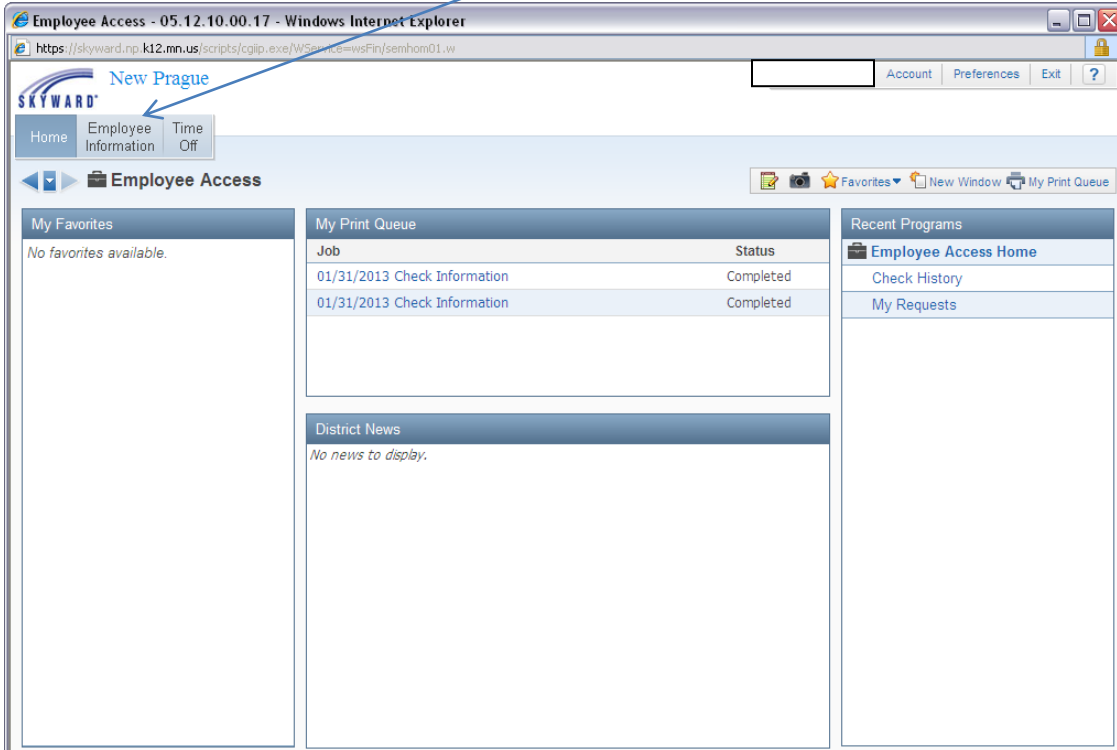 Employee Access - 05.12.10.00.17 - Windows Internet Explorer
https://skyward.np.k12.mn.us/scripts/cgiip.exe/WService=wsFin/semhom01.w
SKYWARD® New Prague
Account Preferences Exit ?
Home Employee Information Time Off
Employee Access
Favorites New Window My Print Queue
My Favorites
No favorites available.
My Print Queue
Job Status
01/31/2013 Check Information Completed
01/31/2013 Check Information Completed
District News
No news to display.
Recent Programs
Employee Access Home
Check History
My Requests